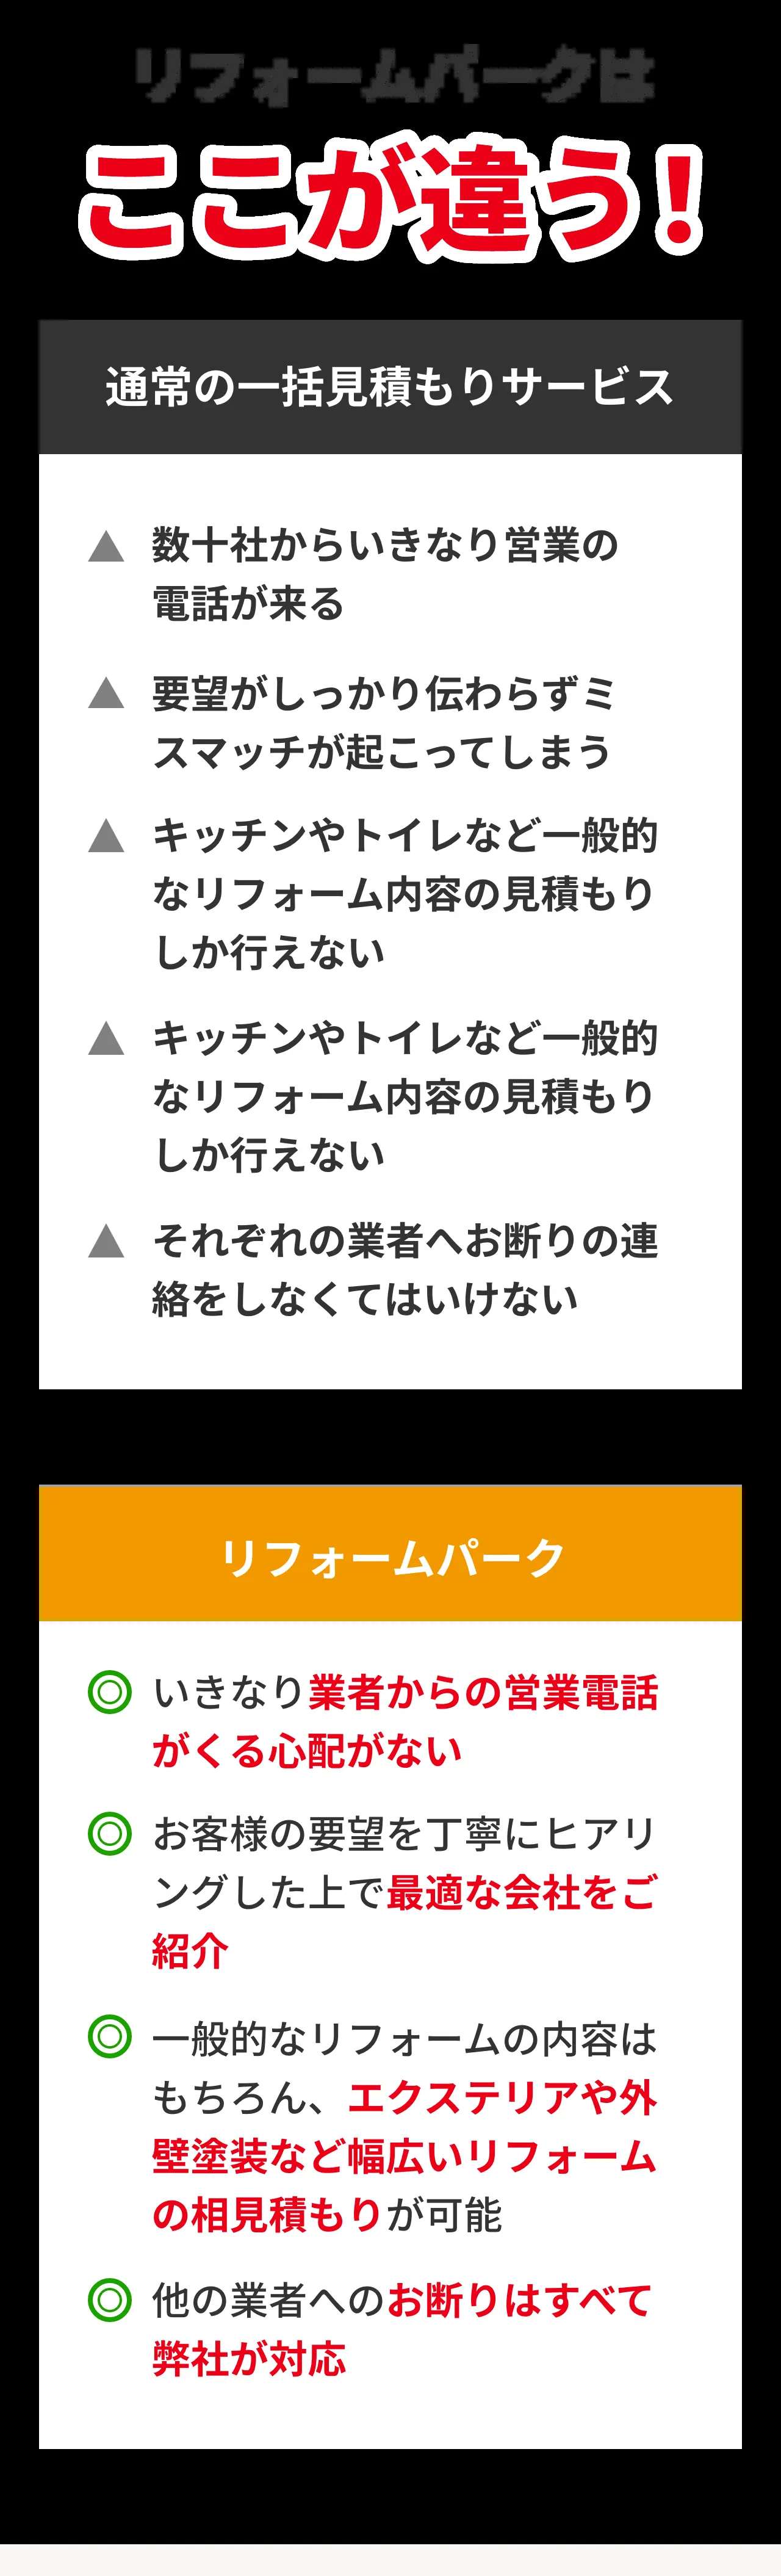 リフォームパークは
ここが違う!
通常の一括見積もりサービス
▲ 数十社からいきなり営業の
電話が来る
▲ 要望がしっかり伝わらずミ
スマッチが起こってしまう
▲ キッチンやトイレなど一般的
なリフォーム内容の見積もり
しか行えない
▲ キッチンやトイレなど一般的
なリフォーム内容の見積もり
しか行えない
▲ それぞれの業者へお断りの連
絡をしなくてはいけない
リフォームパーク
◎ いきなり業者からの営業電話
がくる心配がない
◎ お客様の要望を丁寧にヒアリ
ングした上で最適な会社をご
紹介
◎ 一般的なリフォームの内容は
もちろん、エクステリアや外
壁塗装など幅広いリフォーム
の相見積もりが可能
◎ 他の業者へのお断りはすべて
弊社が対応